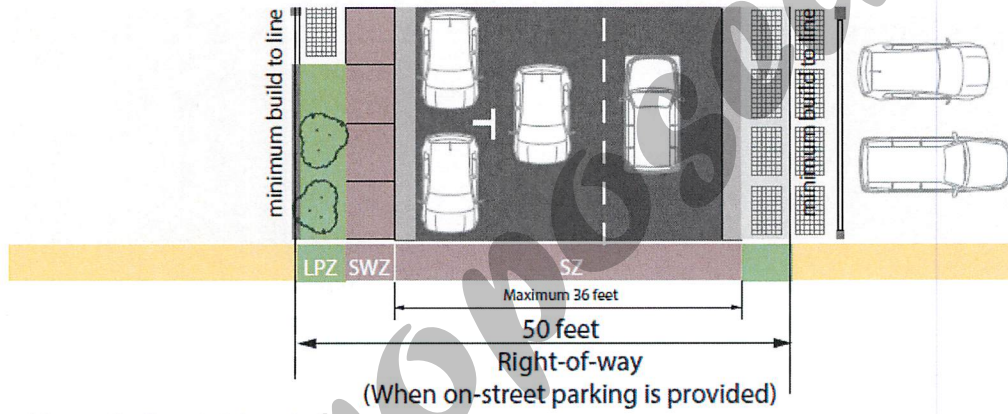 minimum build to line
minimum build to line
LPZ SWZ SZ
Maximum 36 feet
50 feet
Right-of-way
(When on-street parking is provided)
Proposed